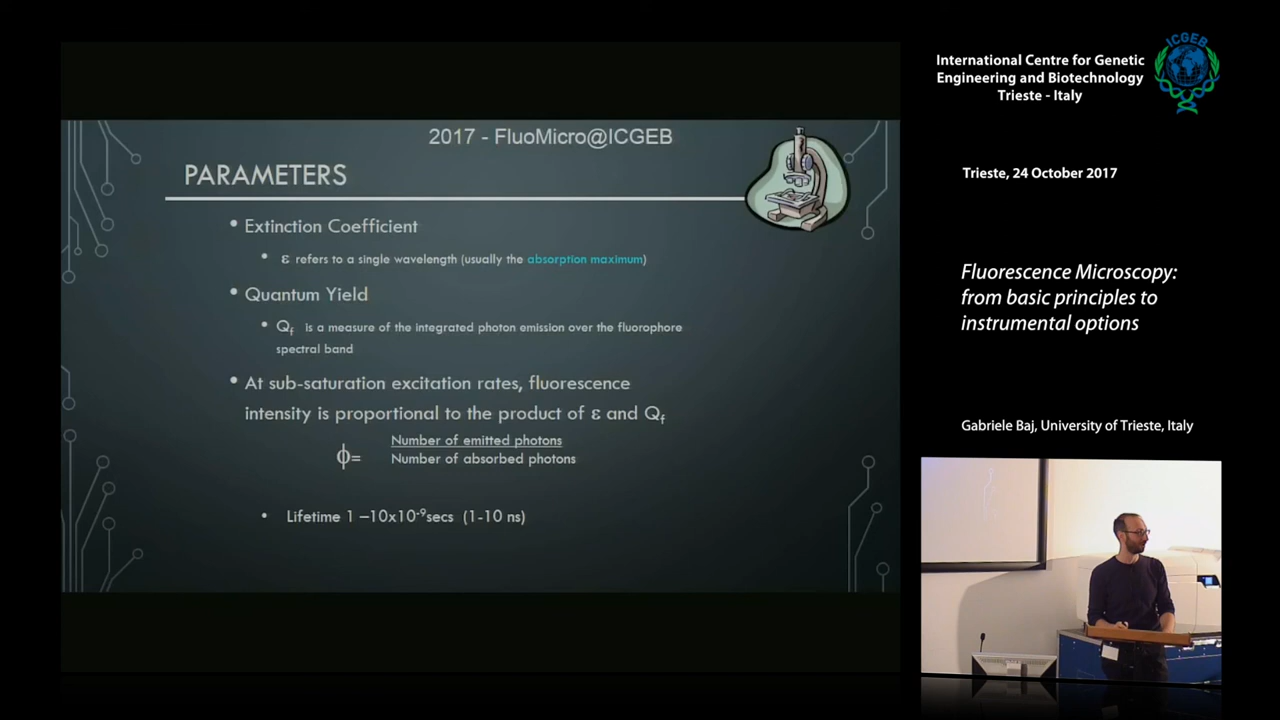 2017 - FluoMicro@ICGEB
PARAMETERS
• Extinction Coefficient
• ε refers to a single wavelength (usually the absorption maximum)
• Quantum Yield
• Qf is a measure of the integrated photon emission over the fluorophore
spectral band
• At sub-saturation excitation rates, fluorescence
intensity is proportional to the product of ε and Qf
ϕ= Number of emitted photons
Number of absorbed photons
• Lifetime 1 –10x10-9secs (1-10 ns)
International Centre for Genetic
Engineering and Biotechnology
Trieste - Italy
ICGEB
Trieste, 24 October 2017
Fluorescence Microscopy:
from basic principles to
instrumental options
Gabriele Baj, University of Trieste, Italy